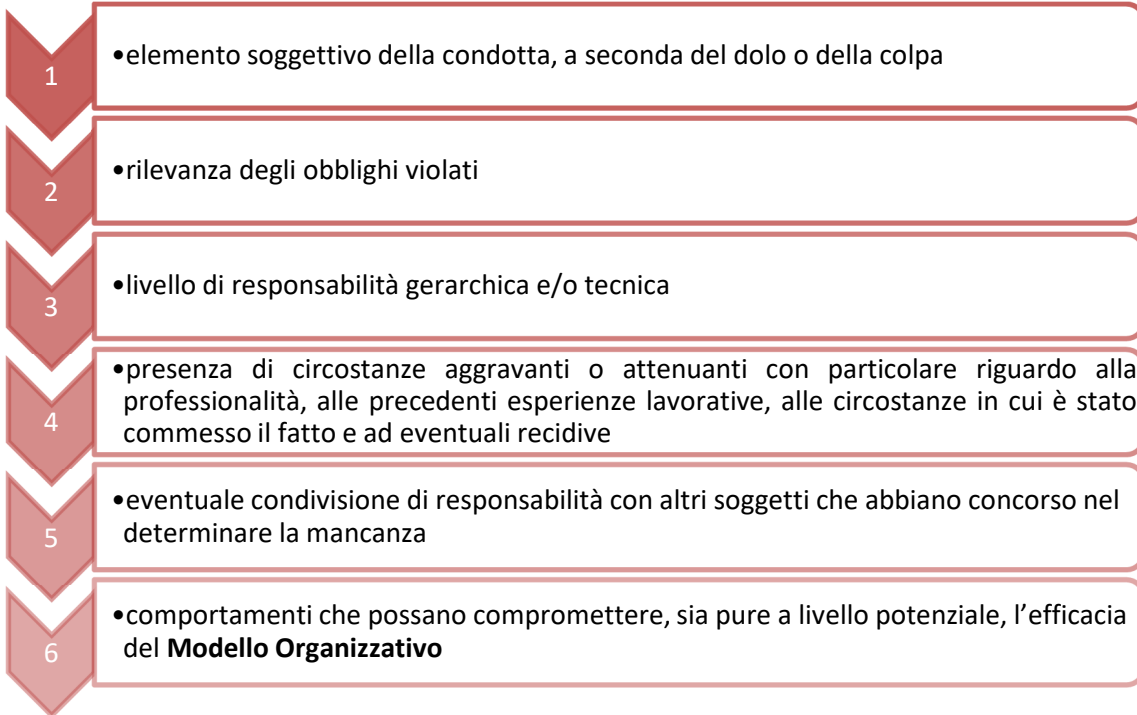 1
•elemento soggettivo della condotta, a seconda del dolo o della colpa
2
•rilevanza degli obblighi violati
3
•livello di responsabilità gerarchica e/o tecnica
4
•presenza di circostanze aggravanti o attenuanti con particolare riguardo alla
professionalità, alle precedenti esperienze lavorative, alle circostanze in cui è stato
commesso il fatto e ad eventuali recidive
5
•eventuale condivisione di responsabilità con altri soggetti che abbiano concorso nel
determinare la mancanza
6
•comportamenti che possano compromettere, sia pure a livello potenziale, l’efficacia
del Modello Organizzativo